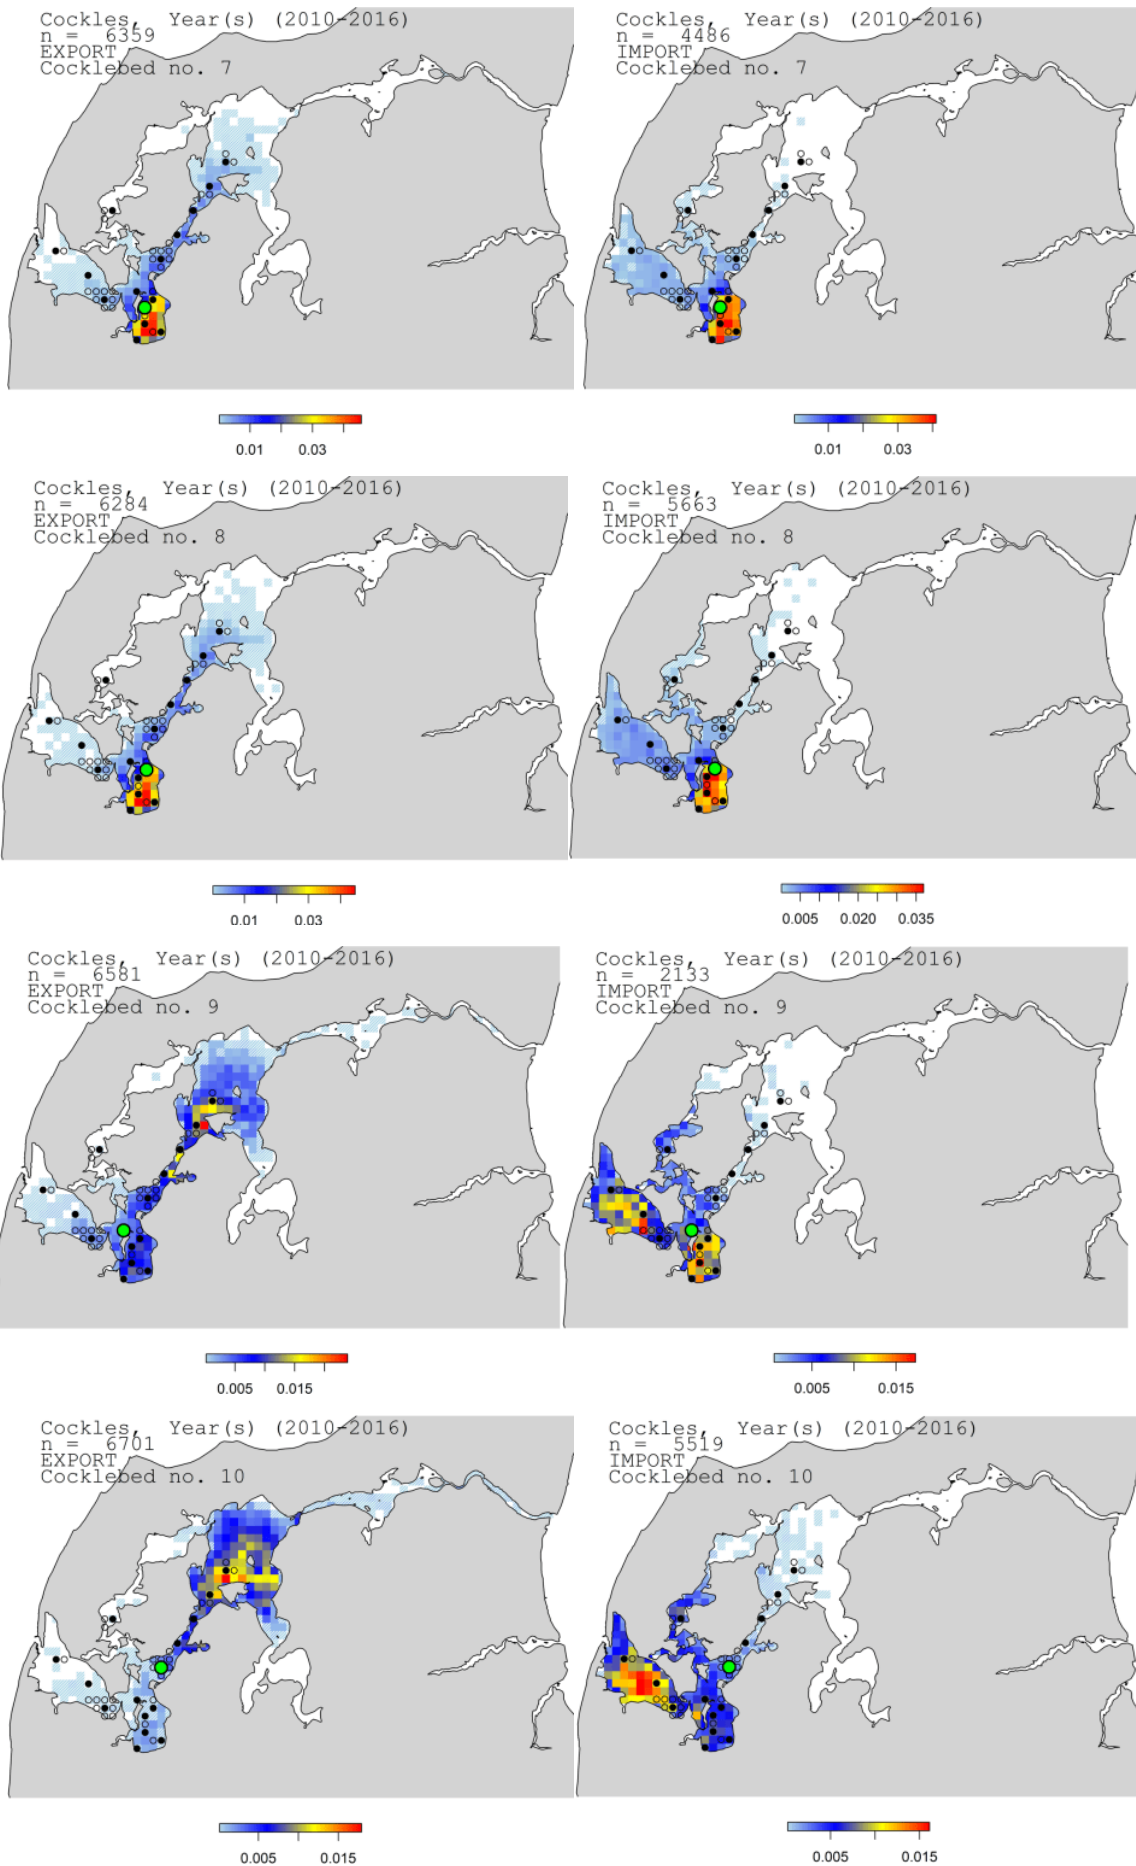 Cockles, Year(s) (2010-2016)
n = 6359
EXPORT
Cocklebed no. 7
0.01 0.03
Cockles, Year(s) (2010-2016)
n = 4486
IMPORT
Cocklebed no. 7
0.01 0.03
Cockles, Year(s) (2010-2016)
n = 6284
EXPORT
Cocklebed no. 8
0.01 0.03
Cockles, Year(s) (2010-2016)
n = 5663
IMPORT
Cocklebed no. 8
0.005 0.020 0.035
Cockles, Year(s) (2010-2016)
n = 6581
EXPORT
Cocklebed no. 9
0.005 0.015
Cockles, Year(s) (2010-2016)
n = 2133
IMPORT
Cocklebed no. 9
0.005 0.015
Cockles, Year(s) (2010-2016)
n = 6701
EXPORT
Cocklebed no. 10
0.005 0.015
Cockles, Year(s) (2010-2016)
n = 5519
IMPORT
Cocklebed no. 10
0.005 0.015